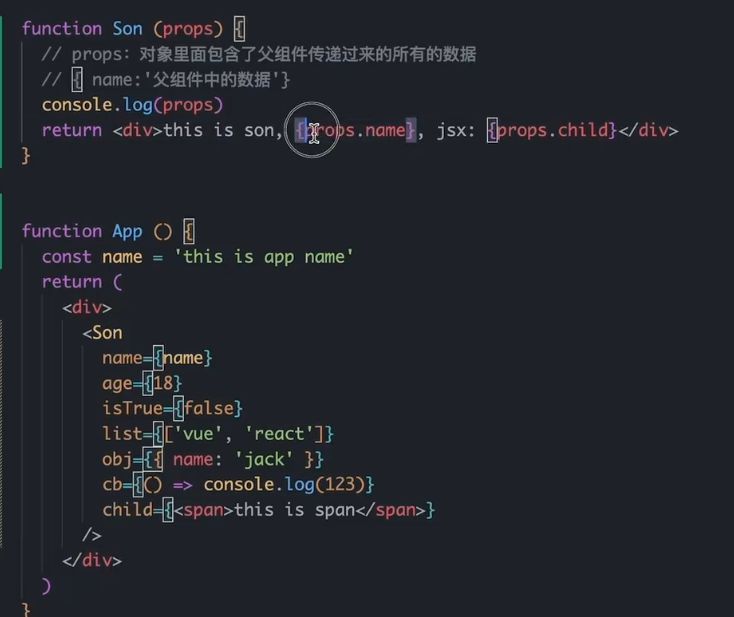 function Son (props) {
// props: 对象里面包含了父组件传递过来的所有的数据
// { name:'父组件中的数据'}
console.log(props)
return <div>this is son, {props.name}, jsx: {props.child}</div>
}
function App () {
const name = 'this is app name'
return (
<div>
<Son
name={name}
age={18}
isTrue={false}
list={['vue', 'react']}
obj={{ name: 'jack' }}
cb={() => console.log(123)}
child={<span>this is span</span>}
/>
</div>
)
}